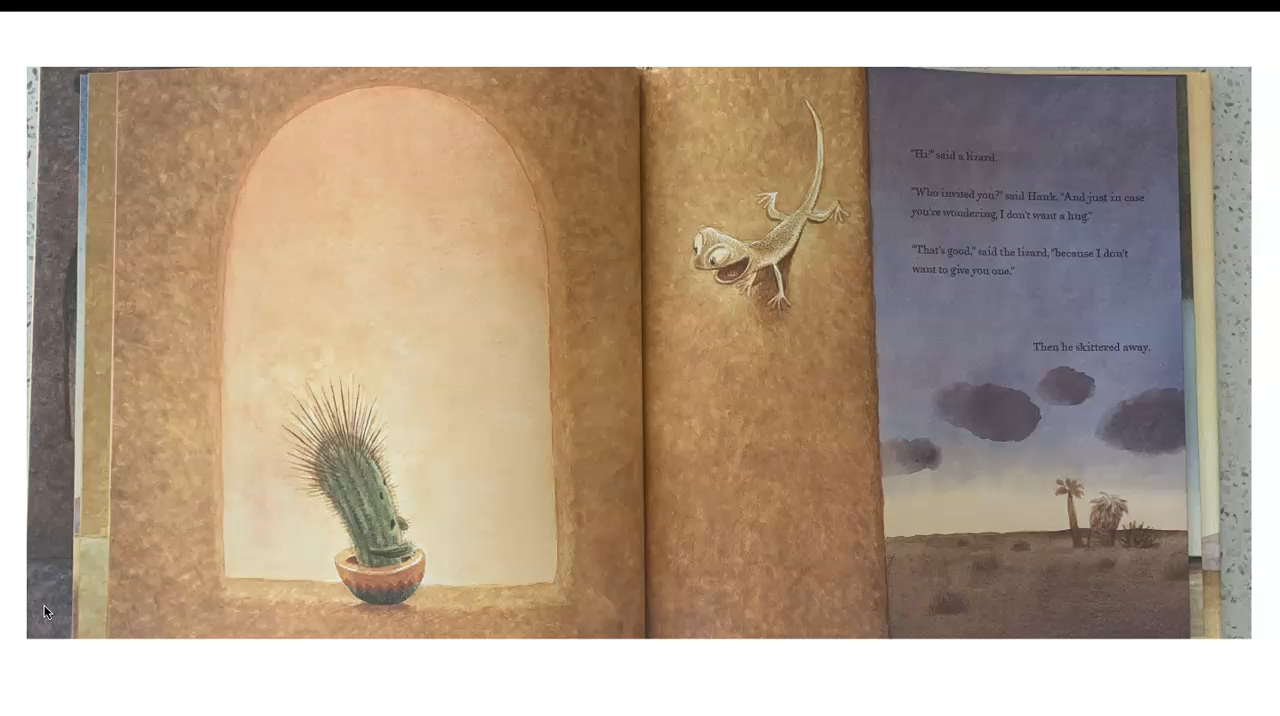 "Hi!" said a lizard.
"Who invited you?" said Hank. "And just in case
you're wondering, I don't want a hug."
"That's good," said the lizard, "because I don't
want to give you one."
Then he skittered away.